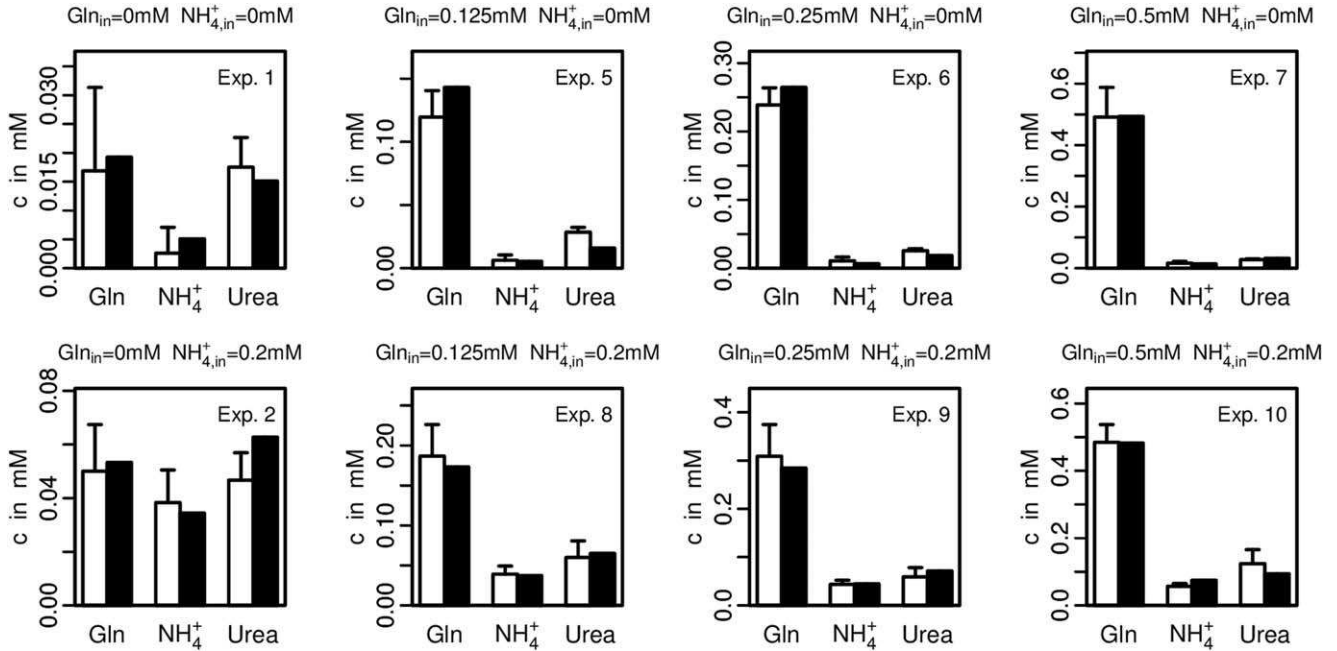 Gln_in=0mM NH₄⁺,in=0mM
c in mM
0.030
0.015
0.000
Exp. 1
Gln NH₄⁺ Urea
Gln_in=0.125mM NH₄⁺,in=0mM
c in mM
0.10
0.00
Exp. 5
Gln NH₄⁺ Urea
Gln_in=0.25mM NH₄⁺,in=0mM
c in mM
0.30
0.20
0.10
0.00
Exp. 6
Gln NH₄⁺ Urea
Gln_in=0.5mM NH₄⁺,in=0mM
c in mM
0.6
0.4
0.2
0.0
Exp. 7
Gln NH₄⁺ Urea
Gln_in=0mM NH₄⁺,in=0.2mM
c in mM
0.08
0.04
0.00
Exp. 2
Gln NH₄⁺ Urea
Gln_in=0.125mM NH₄⁺,in=0.2mM
c in mM
0.20
0.10
0.00
Exp. 8
Gln NH₄⁺ Urea
Gln_in=0.25mM NH₄⁺,in=0.2mM
c in mM
0.4
0.2
0.0
Exp. 9
Gln NH₄⁺ Urea
Gln_in=0.5mM NH₄⁺,in=0.2mM
c in mM
0.6
0.4
0.2
0.0
Exp. 10
Gln NH₄⁺ Urea